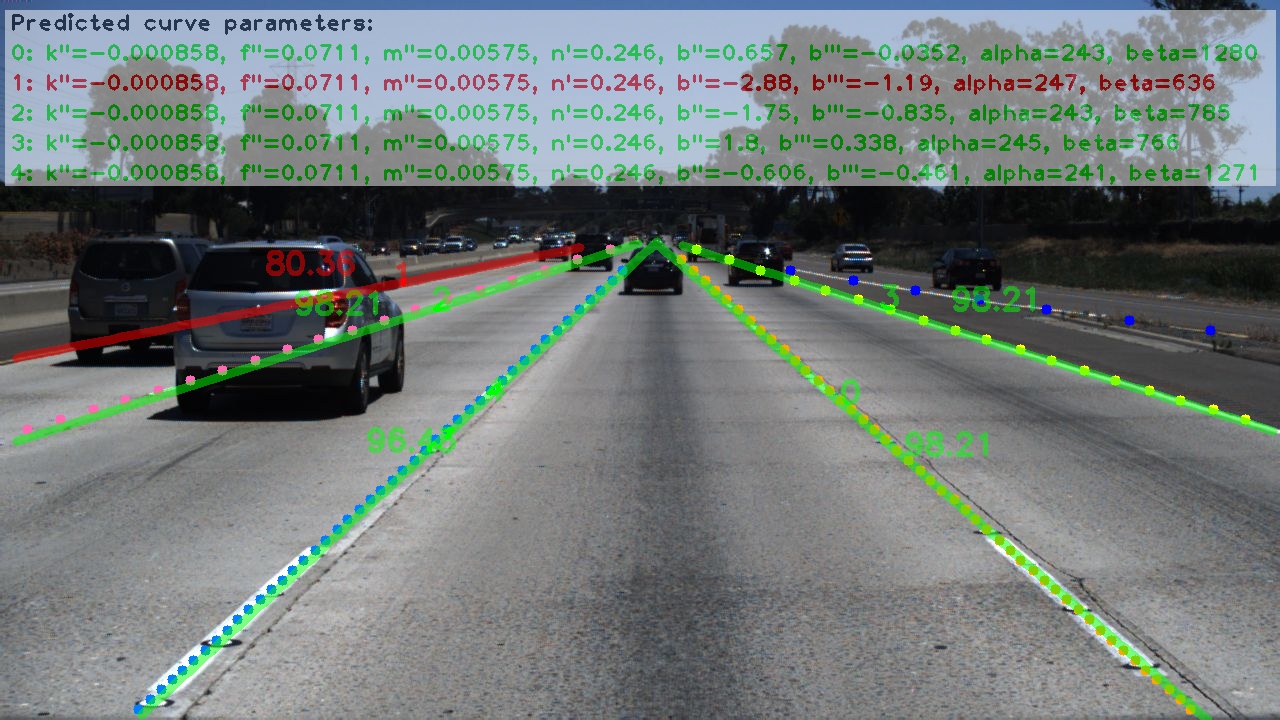 Predicted curve parameters:
0: k''=-0.000858, f''=0.0711, m''=0.00575, n'=0.246, b''=0.657, b'''=-0.0352, alpha=243, beta=1280
1: k''=-0.000858, f''=0.0711, m''=0.00575, n'=0.246, b''=-2.88, b'''=-1.19, alpha=247, beta=636
2: k''=-0.000858, f''=0.0711, m''=0.00575, n'=0.246, b''=-1.75, b'''=-0.835, alpha=243, beta=785
3: k''=-0.000858, f''=0.0711, m''=0.00575, n'=0.246, b''=1.8, b'''=0.338, alpha=245, beta=766
4: k''=-0.000858, f''=0.0711, m''=0.00575, n'=0.246, b''=-0.606, b'''=-0.461, alpha=241, beta=1271
80.36 1
98.21 2
3 98.21
4
0
96.43
98.21